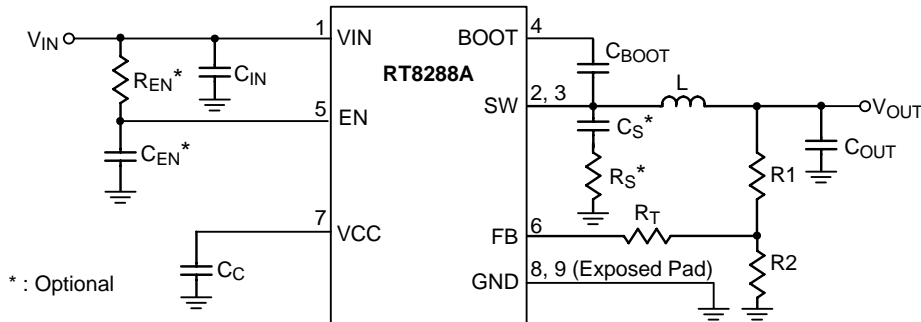 VIN
REN*
CIN
1
VIN
RT8288A
BOOT
4
CBOOT
5
EN
CEN*
SW
2, 3
L
CS*
RS*
VOUT
COUT
R1
7
VCC
CC
FB
6
RT
R2
GND
8, 9 (Exposed Pad)
* : Optional